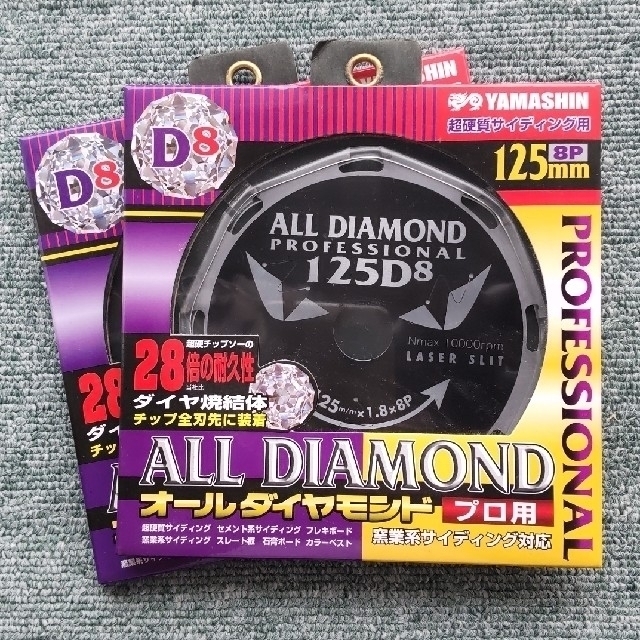 SHIN
YAMASHIN
超硬質サイディング用
125mm
8P
D8
D8
ALL DIAMOND
PROFESSIONAL
125D8
Nmax 10000rpm
LASER SLIT
25m/m×1.8×8P
PROFESSIONAL
超硬チップソーの
28倍の耐久性
当社比
ダイヤ焼結体
チップ全刃先に装着
28
ダイ
チッ
ALL DIAMOND
オールダイヤモンド
プロ用
超硬質サイディング セメント系サイディング フレキボード
窯業系サイディング スレート板 石膏ボード カラーベスト
窯業系サイディング対応